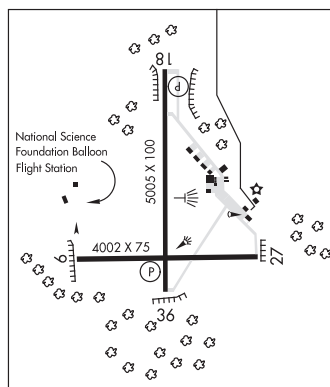 18
P
National Science
Foundation Balloon
Flight Station
5005 X 100
4002 X 75
9
27
P
36